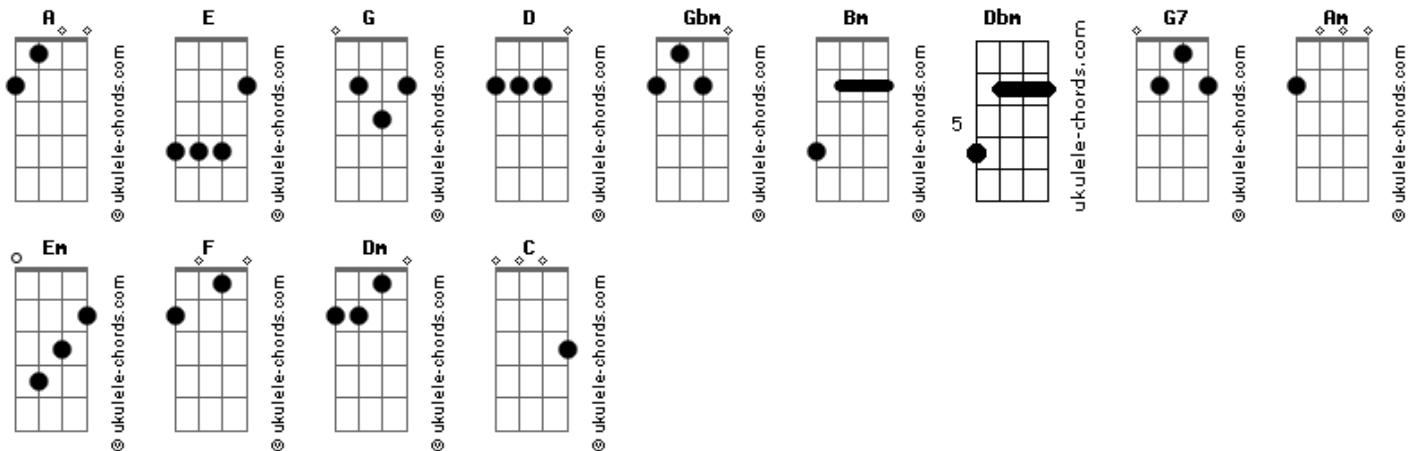 A E G D Gbm Bm Dbm G7 Am
© ukulele-chords.com © ukulele-chords.com © ukulele-chords.com © ukulele-chords.com © ukulele-chords.com © ukulele-chords.com ukulele-chords.com © ukulele-chords.com © ukulele-chords.com
5
Em F Dm C
© ukulele-chords.com © ukulele-chords.com © ukulele-chords.com © ukulele-chords.com